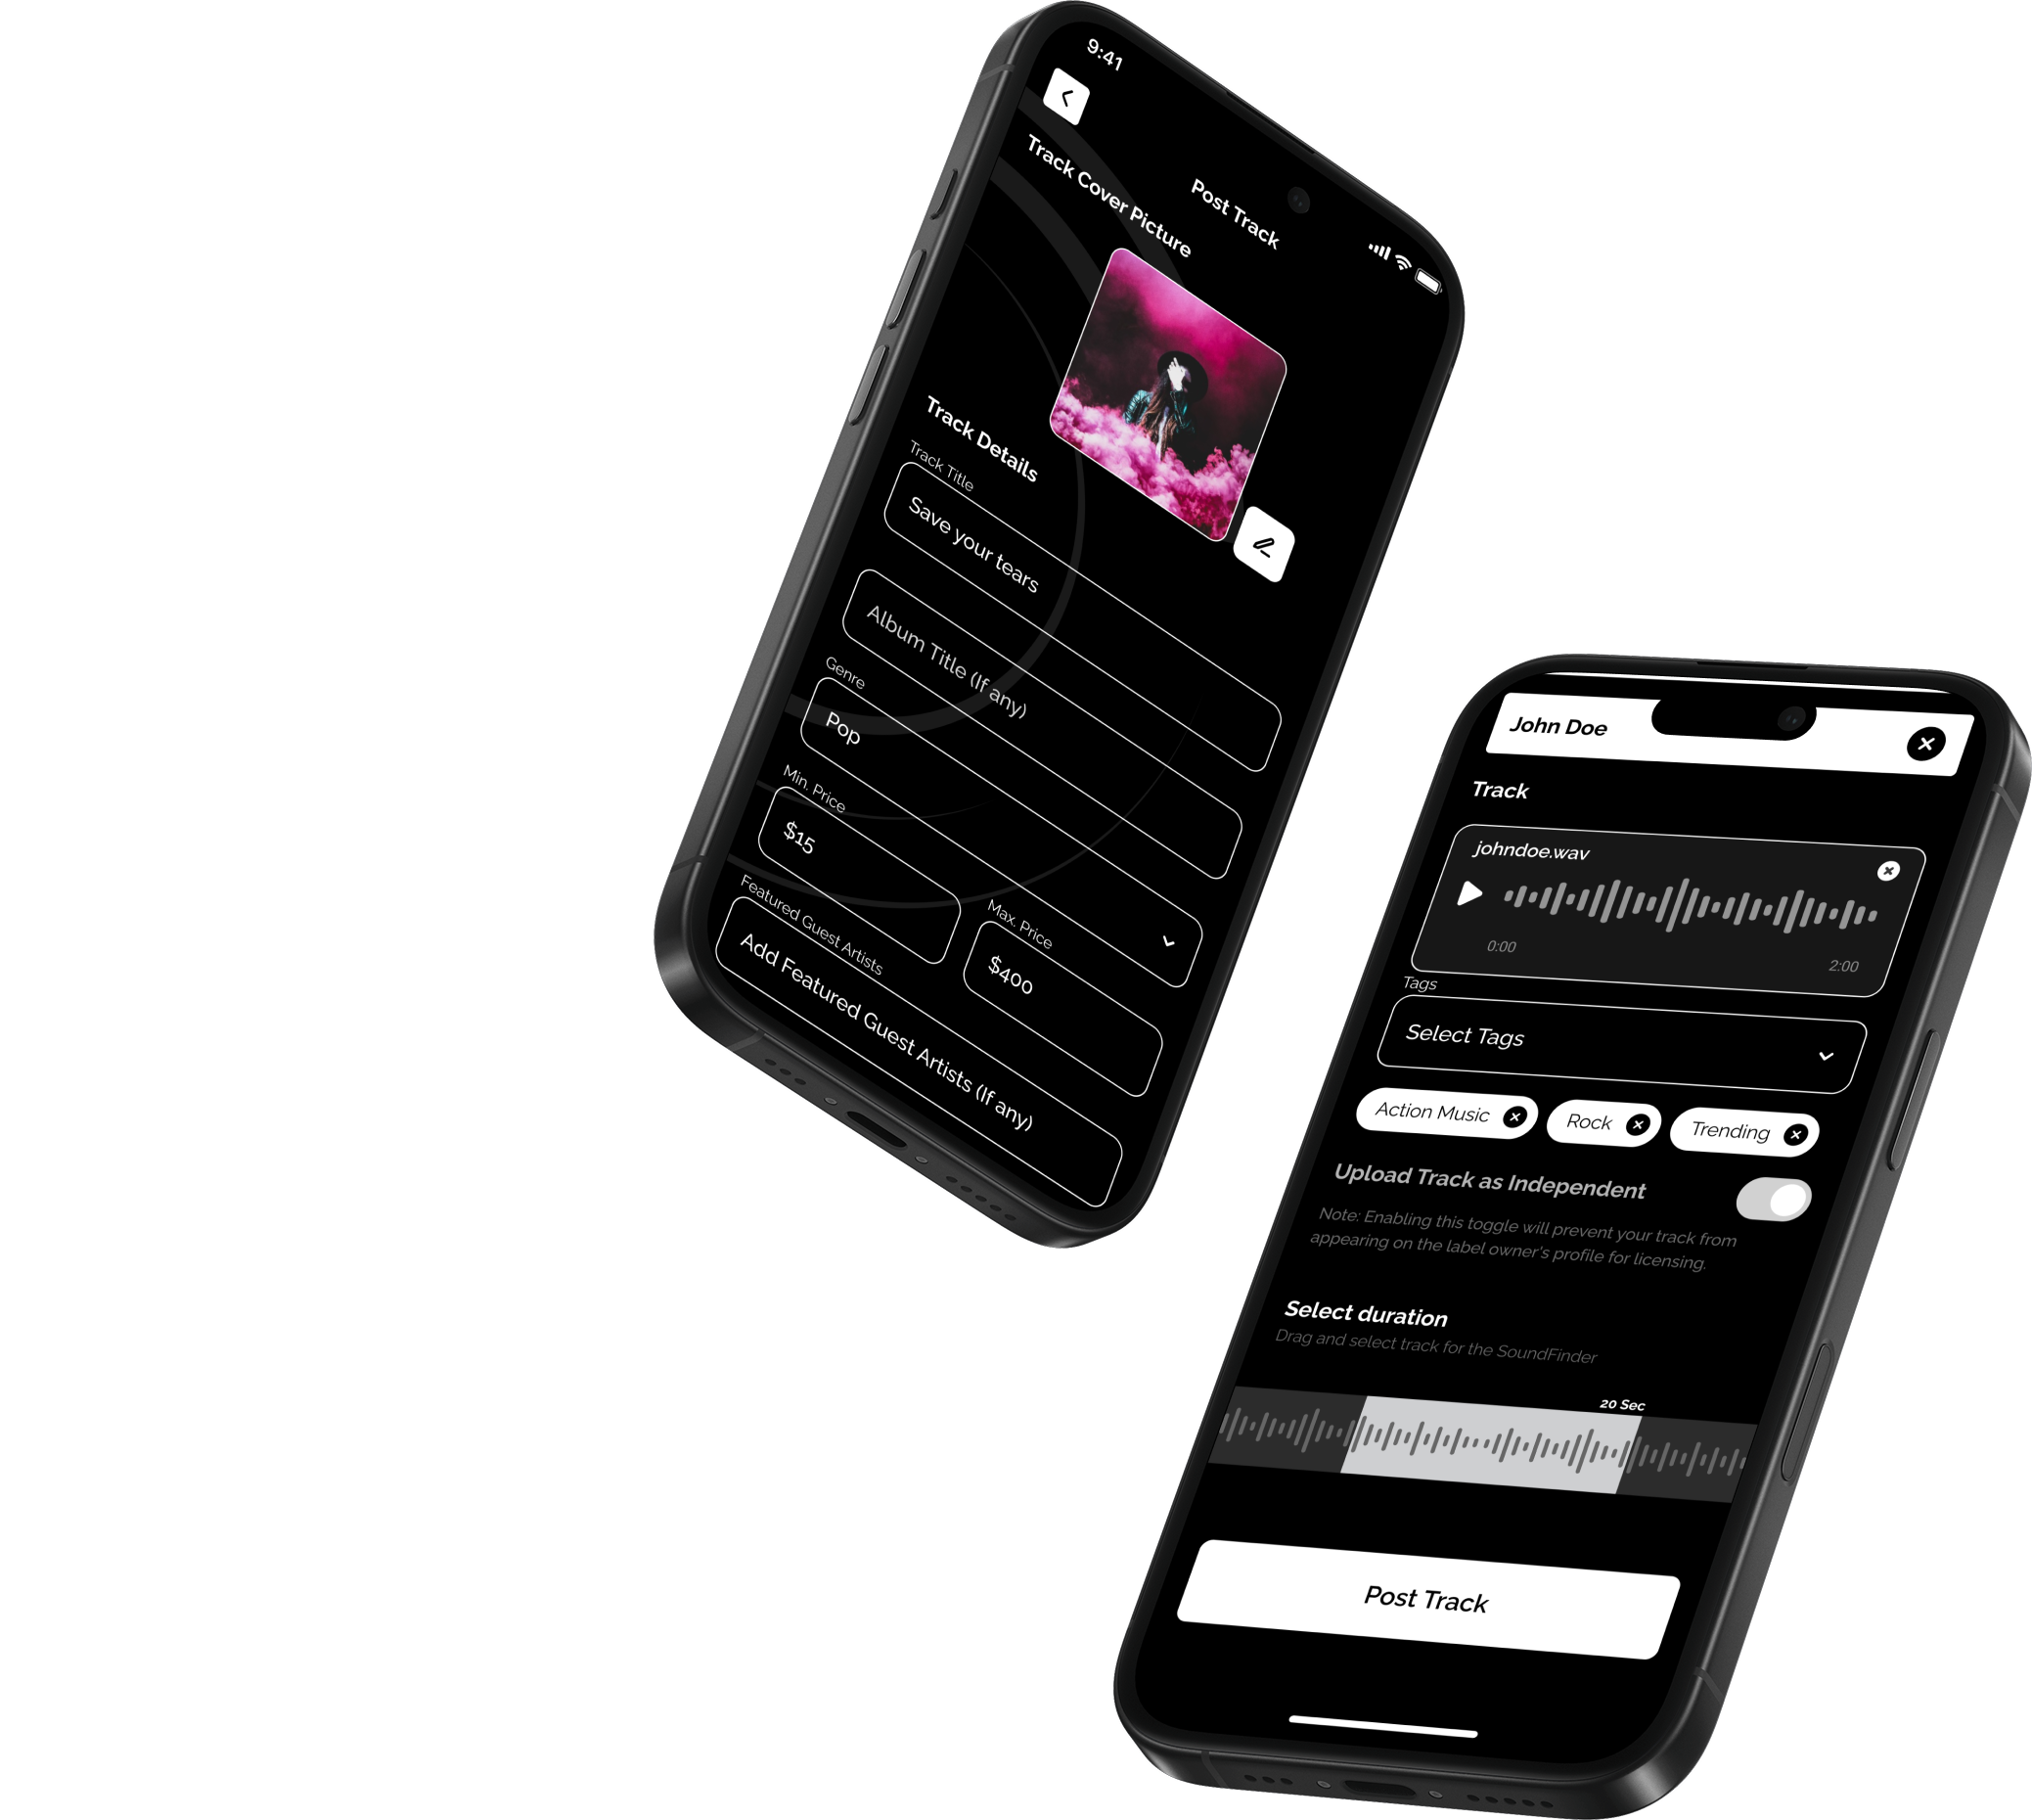 9:41
Post Track
Track Cover Picture
Track Details
Track Title
Save your tears
Album Title (If any)
Genre
Pop
Min. Price
$15
Max. Price
$400
Featured Guest Artists
Add Featured Guest Artists (If any)
John Doe
Track
johndoe.wav
0:00
2:00
Tags
Select Tags
Action Music
Rock
Trending
Upload Track as Independent
Note: Enabling this toggle will prevent your track from
appearing on the label owner's profile for licensing.
Select duration
Drag and select track for the SoundFinder
20 Sec
Post Track